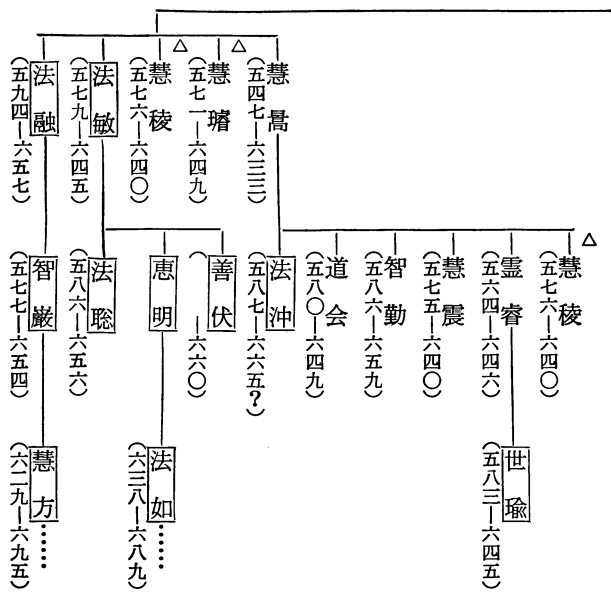 慧暠
(五四七―六三三)
△
慧璿
(五七一―六四九)
△
慧稜
(五七六―六四〇)
法敏
(五七九―六四五)
法融
(五九四―六五七)
△
慧稜
(五七六―六四〇)
霊睿
(五六四―六四六)
慧震
(五七五―六四〇)
智勤
(五八六―六五九)
道会
(五八〇―六四九)
法沖
(五八七―六六五?)
善伏
(　　六六〇)
恵明
法聡
(五八六―六五六)
智巌
(五七七―六五四)
世瑜
(五八三―六四五)
法如……
(六三八―六八九)
慧方……
(六二九―六九五)